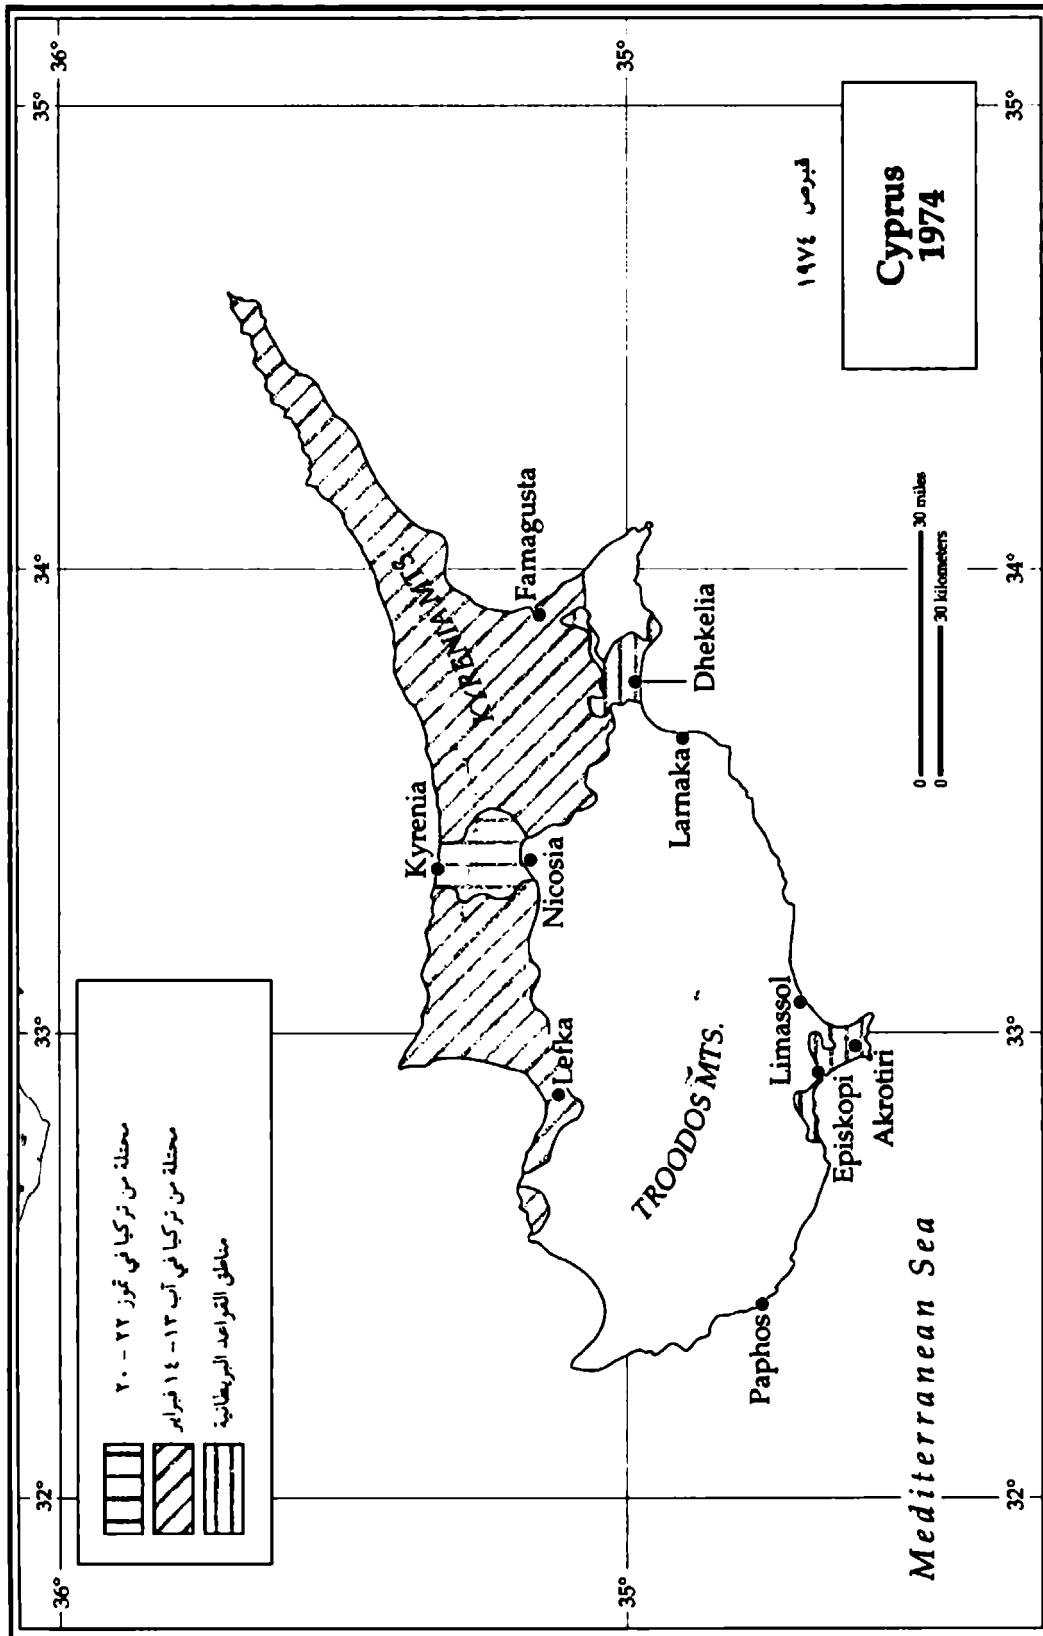 محتلة من تركيا في تموز ٢٢ - ٢٠
محتلة من تركيا في آب ١٣-١٤ فبراير
مناطق القواعد البريطانية
32°
33°
34°
35°
36°
36°
35°
35°
Kyrenia
KYRENIA MTS.
Lefka
Nicosia
Famagusta
Dhekelia
Larnaka
TROODOS MTS.
Limassol
Episkopi
Akrotiri
Paphos
Mediterranean Sea
0 30 miles
0 30 kilometers
قبرص ١٩٧٤
Cyprus
1974
32°
33°
34°
35°